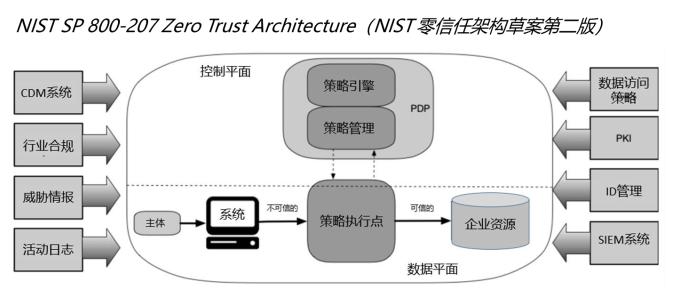 NIST SP 800-207 Zero Trust Architecture（NIST零信任架构草案第二版）
控制平面
CDM系统
行业合规
威胁情报
活动日志
策略引擎
策略管理
PDP
数据访问
策略
PKI
ID管理
SIEM系统
主体
系统
不可信的
策略执行点
可信的
企业资源
数据平面